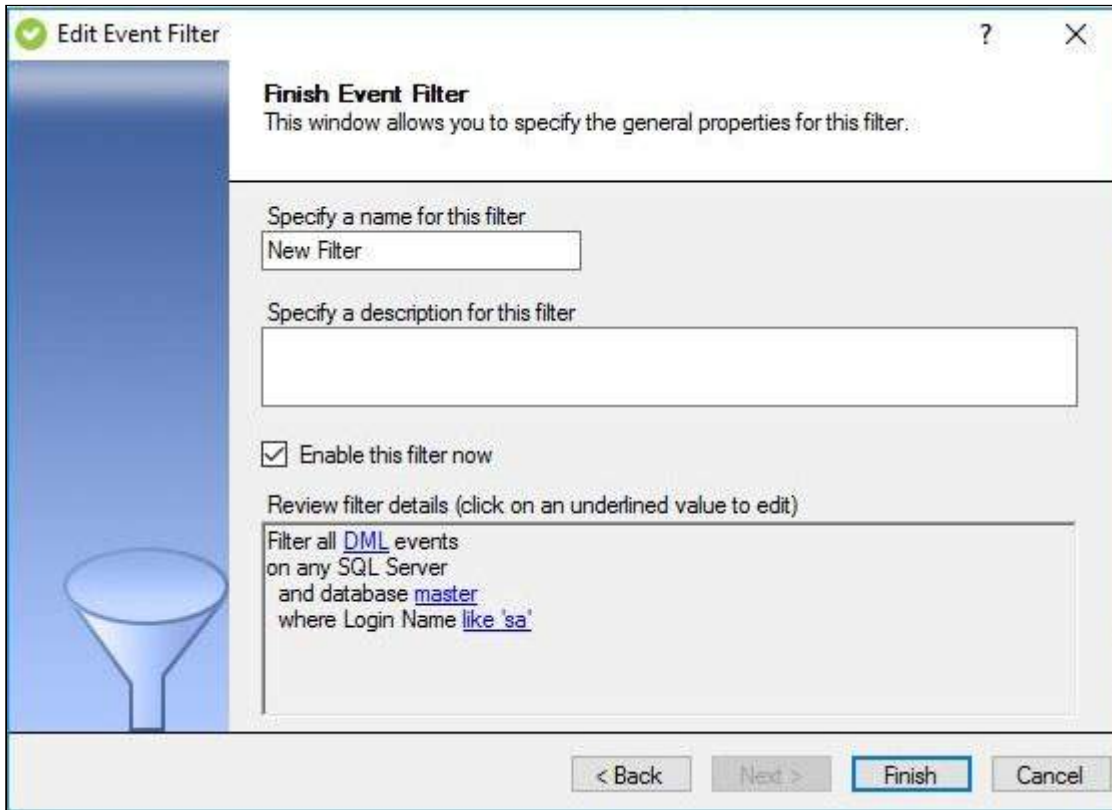 Edit Event Filter
?
Finish Event Filter
This window allows you to specify the general properties for this filter.
Specify a name for this filter
New Filter
Specify a description for this filter
Enable this filter now
Review filter details (click on an underlined value to edit)
Filter all DML events
on any SQL Server
and database master
where Login Name like 'sa'
< Back Next > Finish Cancel